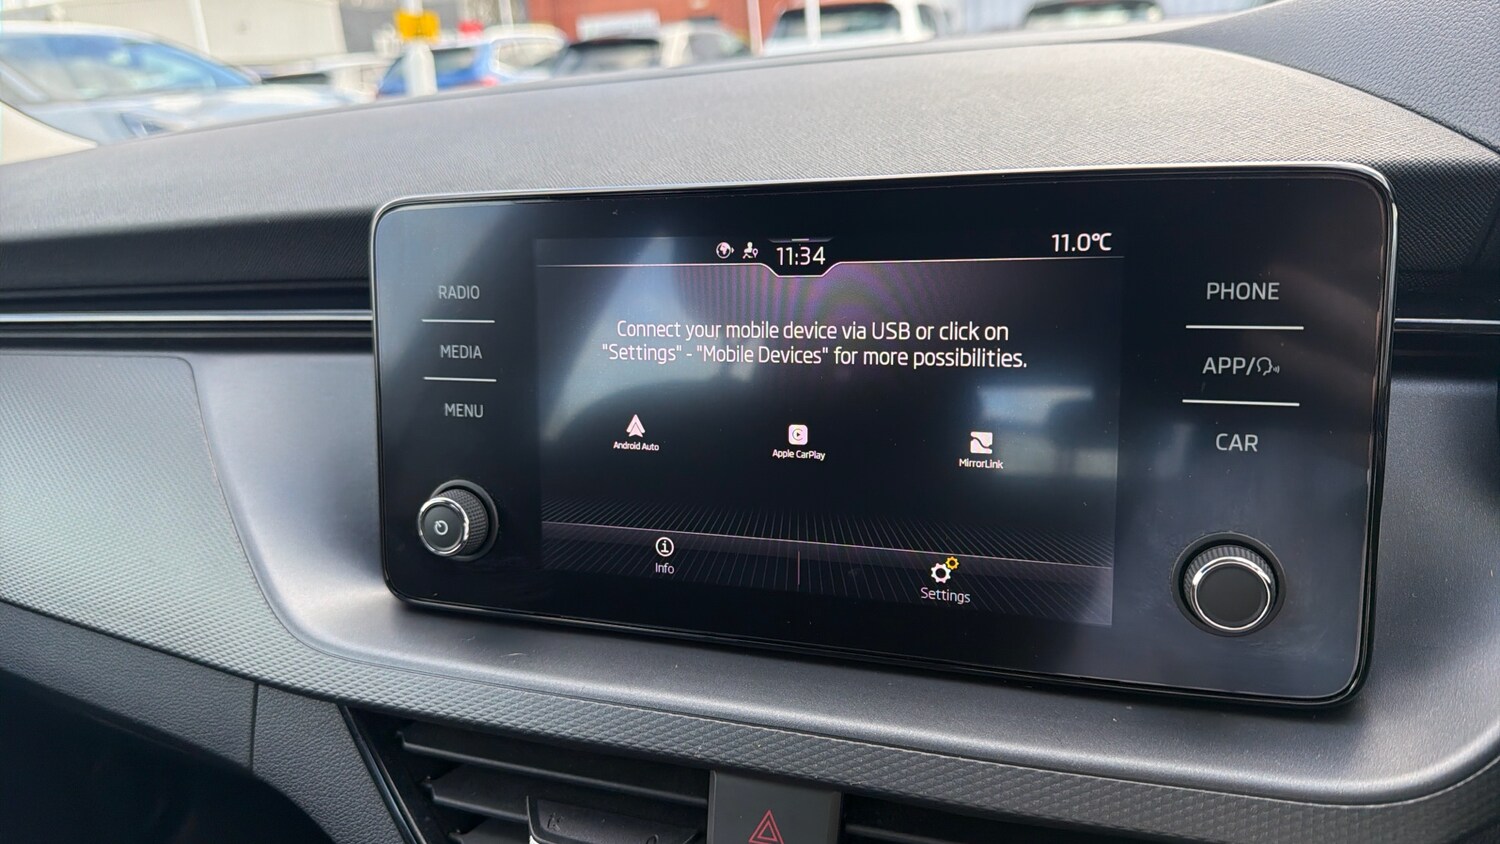 11:34
11.0°C
RADIO
MEDIA
MENU
Connect your mobile device via USB or click on
"Settings" - "Mobile Devices" for more possibilities.
Android Auto
Apple CarPlay
MirrorLink
Info
Settings
PHONE
APP/
CAR